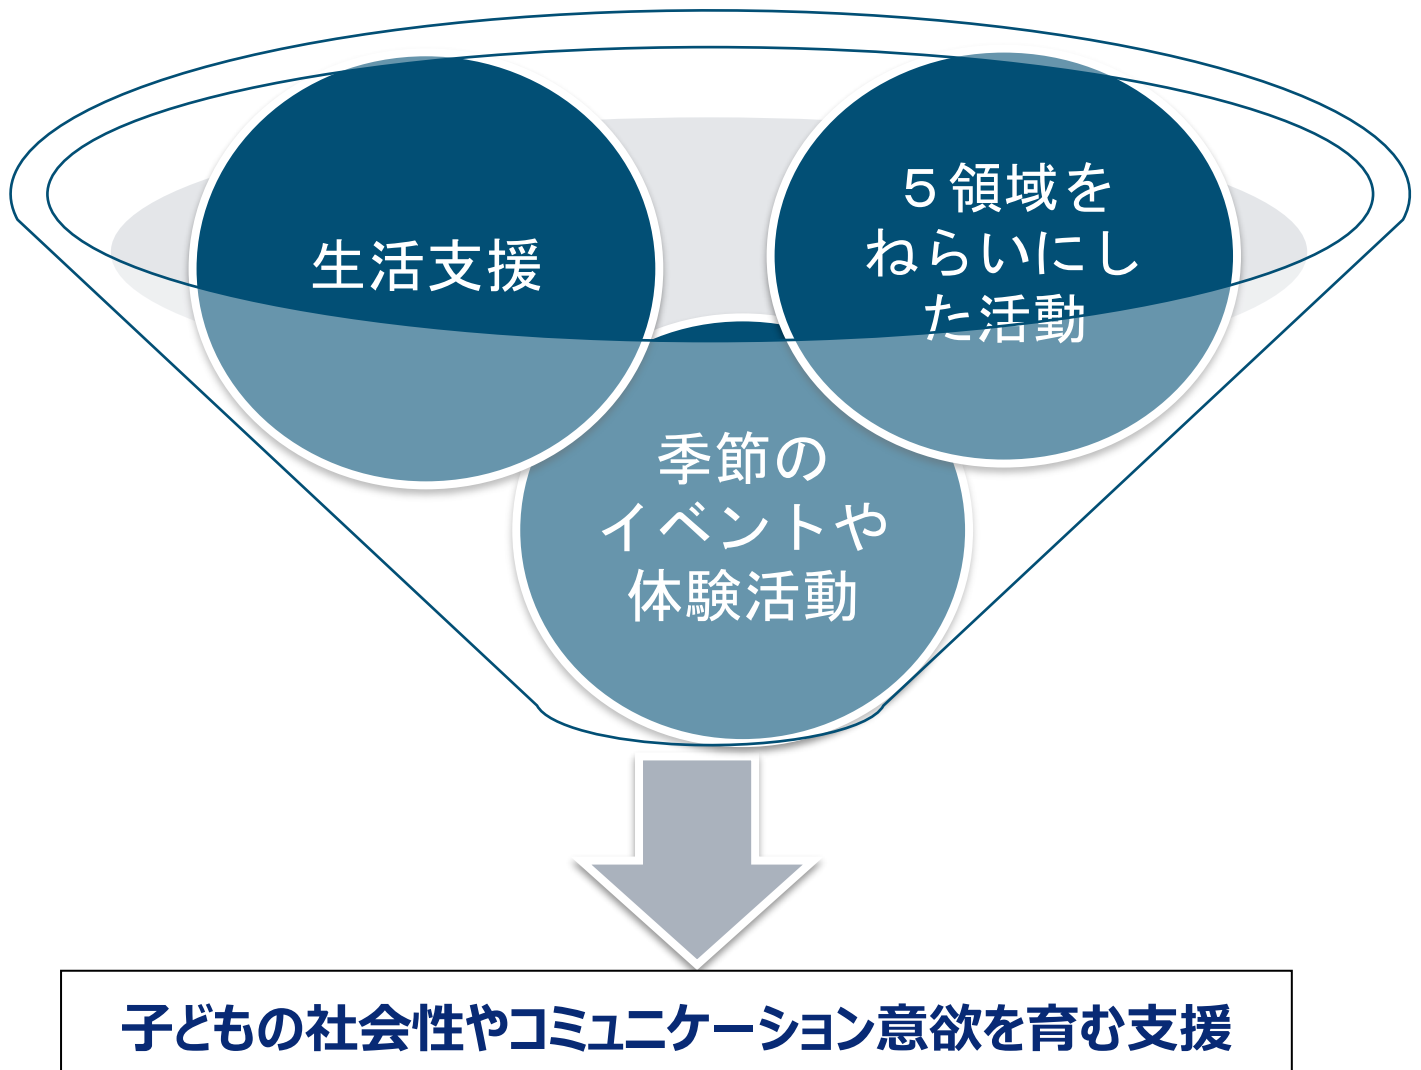 生活支援
５領域を
ねらいにし
た活動
季節の
イベントや
体験活動
子どもの社会性やコミュニケーション意欲を育む支援